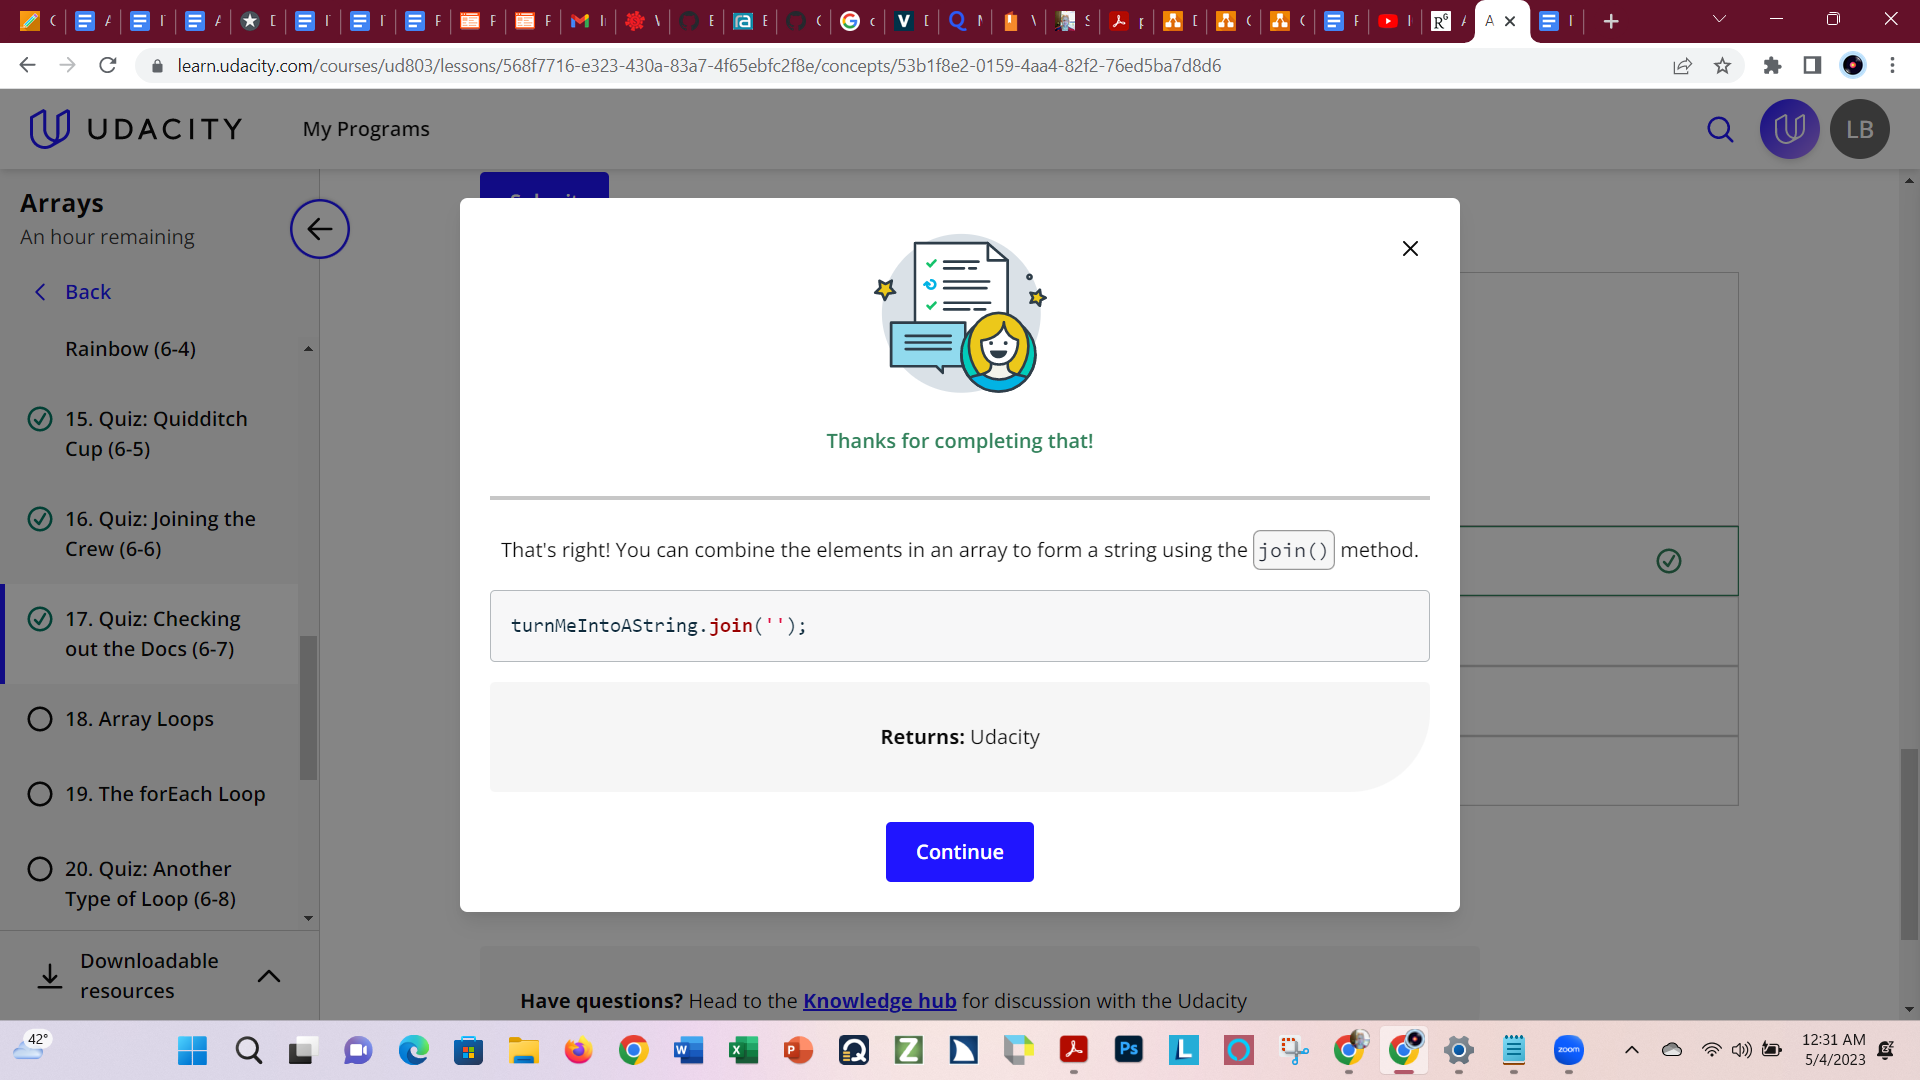 learn.udacity.com/courses/ud803/lessons/568f7716-e323-430a-83a7-4f65ebfc2f8e/concepts/53b1f8e2-0159-4aa4-82f2-76ed5ba7d8d6
UDACITY
My Programs
LB
Arrays
An hour remaining
Back
Rainbow (6-4)
15. Quiz: Quidditch
Cup (6-5)
16. Quiz: Joining the
Crew (6-6)
17. Quiz: Checking
out the Docs (6-7)
18. Array Loops
19. The forEach Loop
20. Quiz: Another
Type of Loop (6-8)
Downloadable
resources
Submit
Thanks for completing that!
That's right! You can combine the elements in an array to form a string using the join() method.
turnMeIntoAString.join('');
Returns: Udacity
Continue
Have questions? Head to the Knowledge hub for discussion with the Udacity
42°
zoom
12:31 AM
5/4/2023